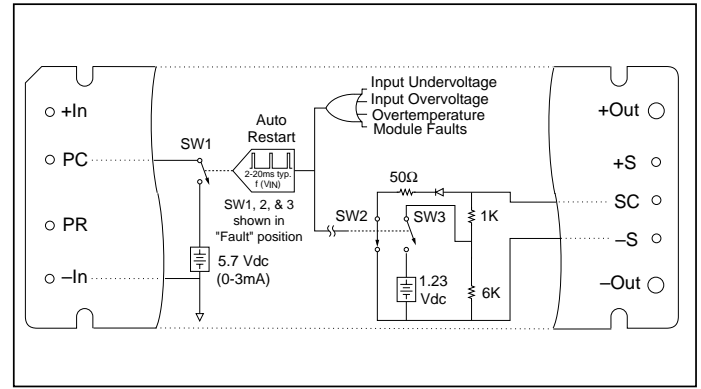 +In
PC
PR
–In
SW1
Auto
Restart
2-20ms typ.
f (VIN)
SW1, 2, & 3
shown in
"Fault" position
5.7 Vdc
(0-3mA)
Input Undervoltage
Input Overvoltage
Overtemperature
Module Faults
50Ω
SW2
SW3
1K
1.23
Vdc
6K
+Out
+S
SC
–S
–Out